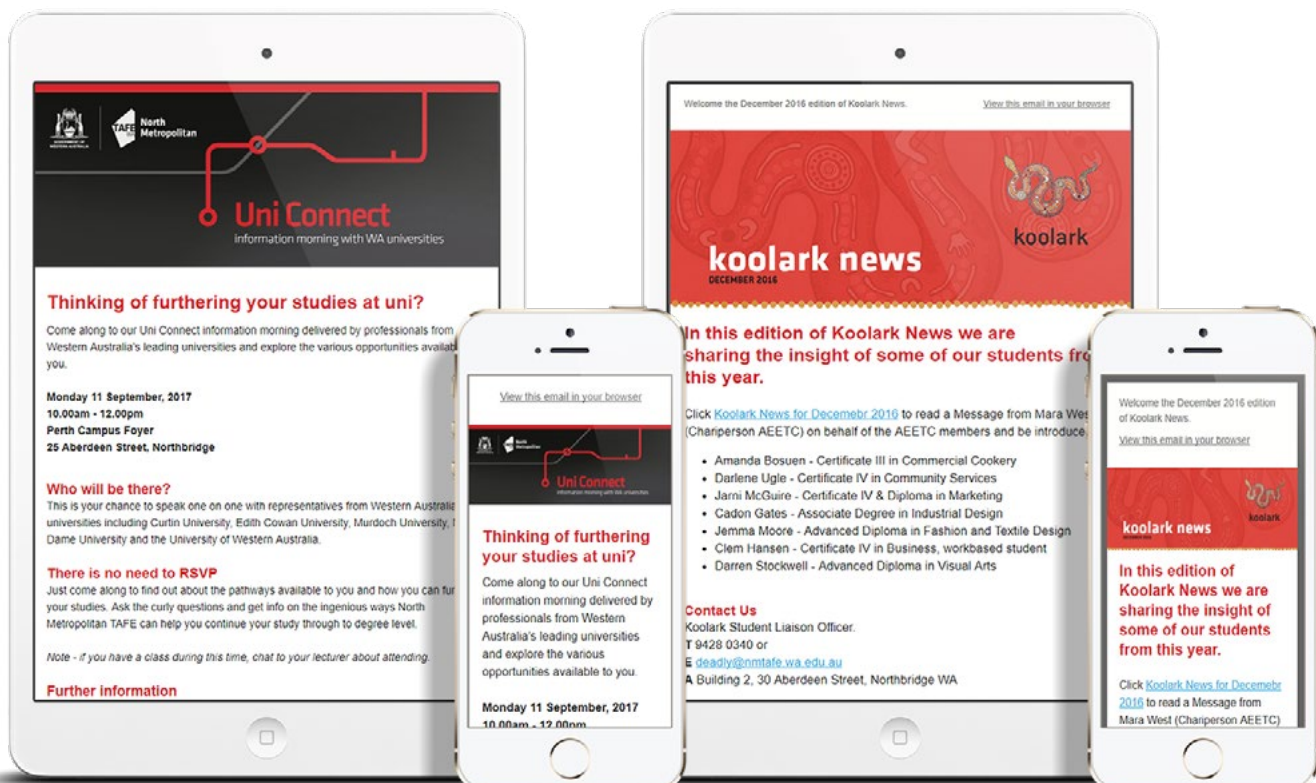 GOVERNMENT OF
WESTERN AUSTRALIA
TAFE
North
Metropolitan
Uni Connect
information morning with WA universities
Thinking of furthering your studies at uni?
Come along to our Uni Connect information morning delivered by professionals from
Western Australia's leading universities and explore the various opportunities availab
you.
Monday 11 September, 2017
10.00am - 12.00pm
Perth Campus Foyer
25 Aberdeen Street, Northbridge
Who will be there?
This is your chance to speak one on one with representatives from Western Australia
universities including Curtin University, Edith Cowan University, Murdoch University,
Dame University and the University of Western Australia.
There is no need to RSVP
Just come along to find out about the pathways available to you and how you can fur
your studies. Ask the curly questions and get info on the ingenious ways North
Metropolitan TAFE can help you continue your study through to degree level.
Note - if you have a class during this time, chat to your lecturer about attending.
Further information
View this email in your browser
North
Metropolitan
Uni Connect
information morning with WA universities
Thinking of furthering
your studies at uni?
Come along to our Uni Connect
information morning delivered by
professionals from Western
Australia's leading universities
and explore the various
opportunities available to you.
Monday 11 September, 2017
10.00am - 12.00pm
Welcome the December 2016 edition of Koolark News.
View this email in your browser
koolark
koolark news
DECEMBER 2016
In this edition of Koolark News we are
sharing the insight of some of our students fro
this year.
Click Koolark News for Decemebr 2016 to read a Message from Mara Wes
(Chariperson AEETC) on behalf of the AEETC members and be introduce
• Amanda Bosuen - Certificate III in Commercial Cookery
• Darlene Ugle - Certificate IV in Community Services
• Jarni McGuire - Certificate IV & Diploma in Marketing
• Cadon Gates - Associate Degree in Industrial Design
• Jemma Moore - Advanced Diploma in Fashion and Textile Design
• Clem Hansen - Certificate IV in Business, workbased student
• Darren Stockwell - Advanced Diploma in Visual Arts
Contact Us
Koolark Student Liaison Officer.
T 9428 0340 or
E deadly@nmtafe.wa.edu.au
A Building 2, 30 Aberdeen Street, Northbridge WA
Welcome the December 2016 edition
of Koolark News.
View this email in your browser
koolark
koolark news
DECEMBER 2016
In this edition of
Koolark News we are
sharing the insight of
some of our students
from this year.
Click Koolark News for Decemebr
2016 to read a Message from
Mara West (Chariperson AEETC)